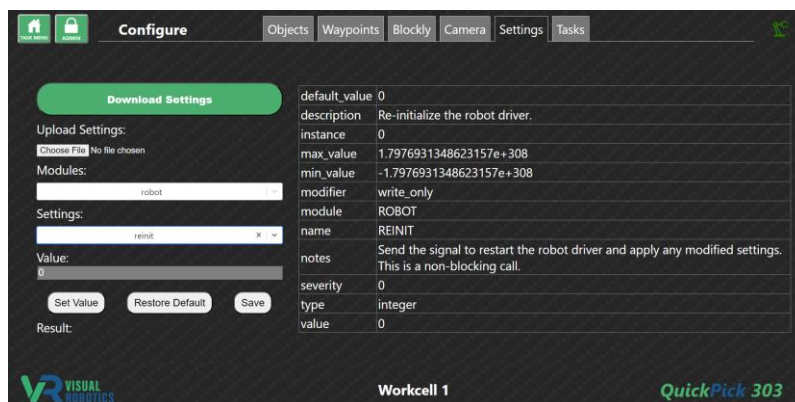 TASK MENU
ADMIN
Configure
Objects Waypoints Blockly Camera Settings Tasks
Download Settings
Upload Settings:
Choose File No file chosen
Modules:
robot
Settings:
reinit
Value:
0
Set Value Restore Default Save
Result:
default_value 0
description Re-initialize the robot driver.
instance 0
max_value 1.7976931348623157e+308
min_value -1.7976931348623157e+308
modifier write_only
module ROBOT
name REINIT
notes Send the signal to restart the robot driver and apply any modified settings.
This is a non-blocking call.
severity 0
type integer
value 0
VR VISUAL
ROBOTICS
Workcell 1
QuickPick 303